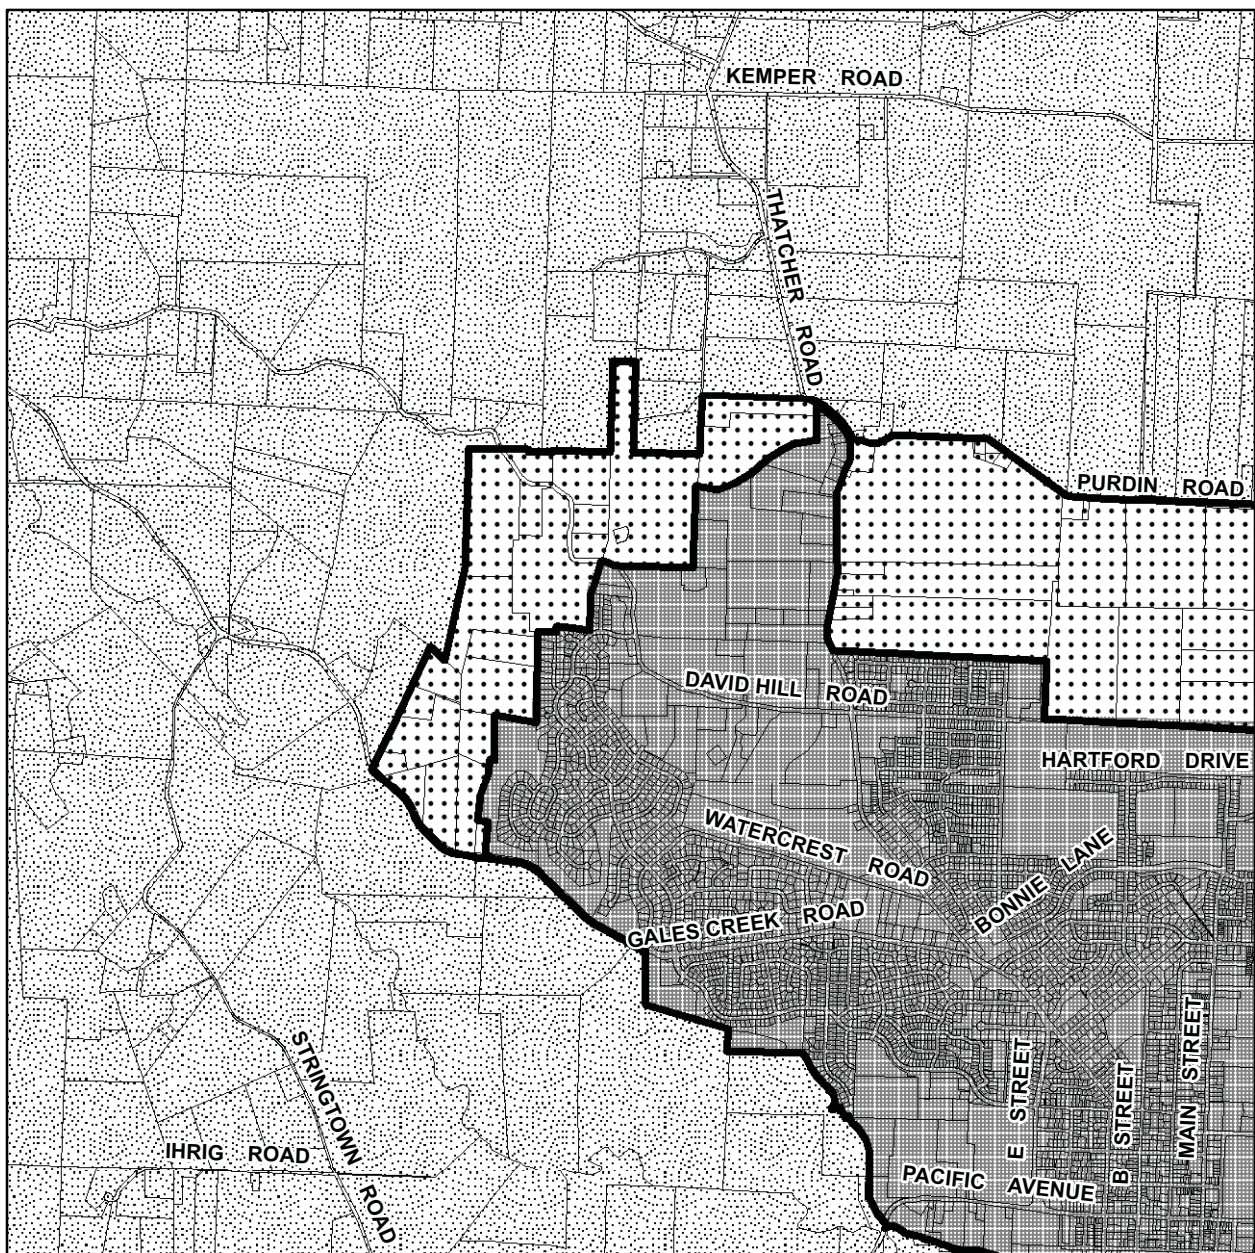 KEMPER ROAD
THATCHER ROAD
PURDIN ROAD
DAVID HILL ROAD
HARTFORD DRIVE
WATERCREST ROAD
BONNIE LANE
GALES CREEK ROAD
STRINGTOWN ROAD
E STREET
B STREET
MAIN STREET
IHRIG ROAD
PACIFIC AVENUE